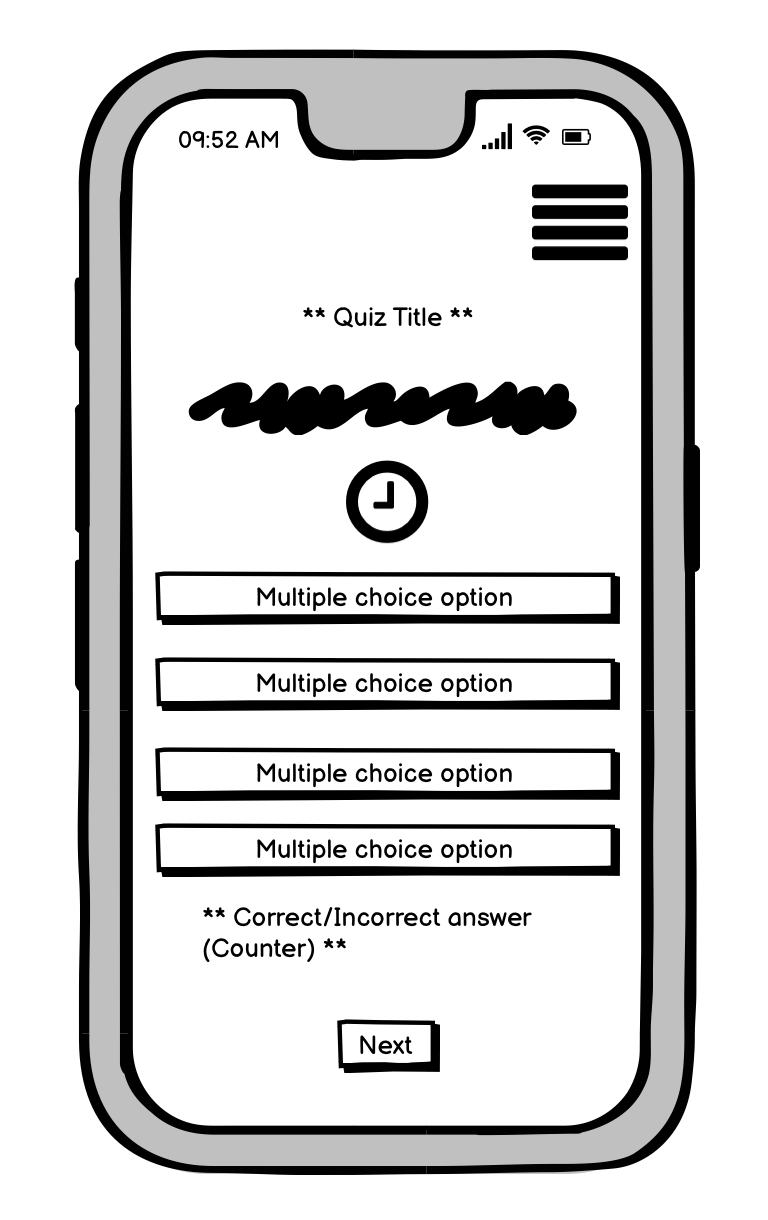 09:52 AM
** Quiz Title **
Multiple choice option
Multiple choice option
Multiple choice option
Multiple choice option
** Correct/Incorrect answer
(Counter) **
Next